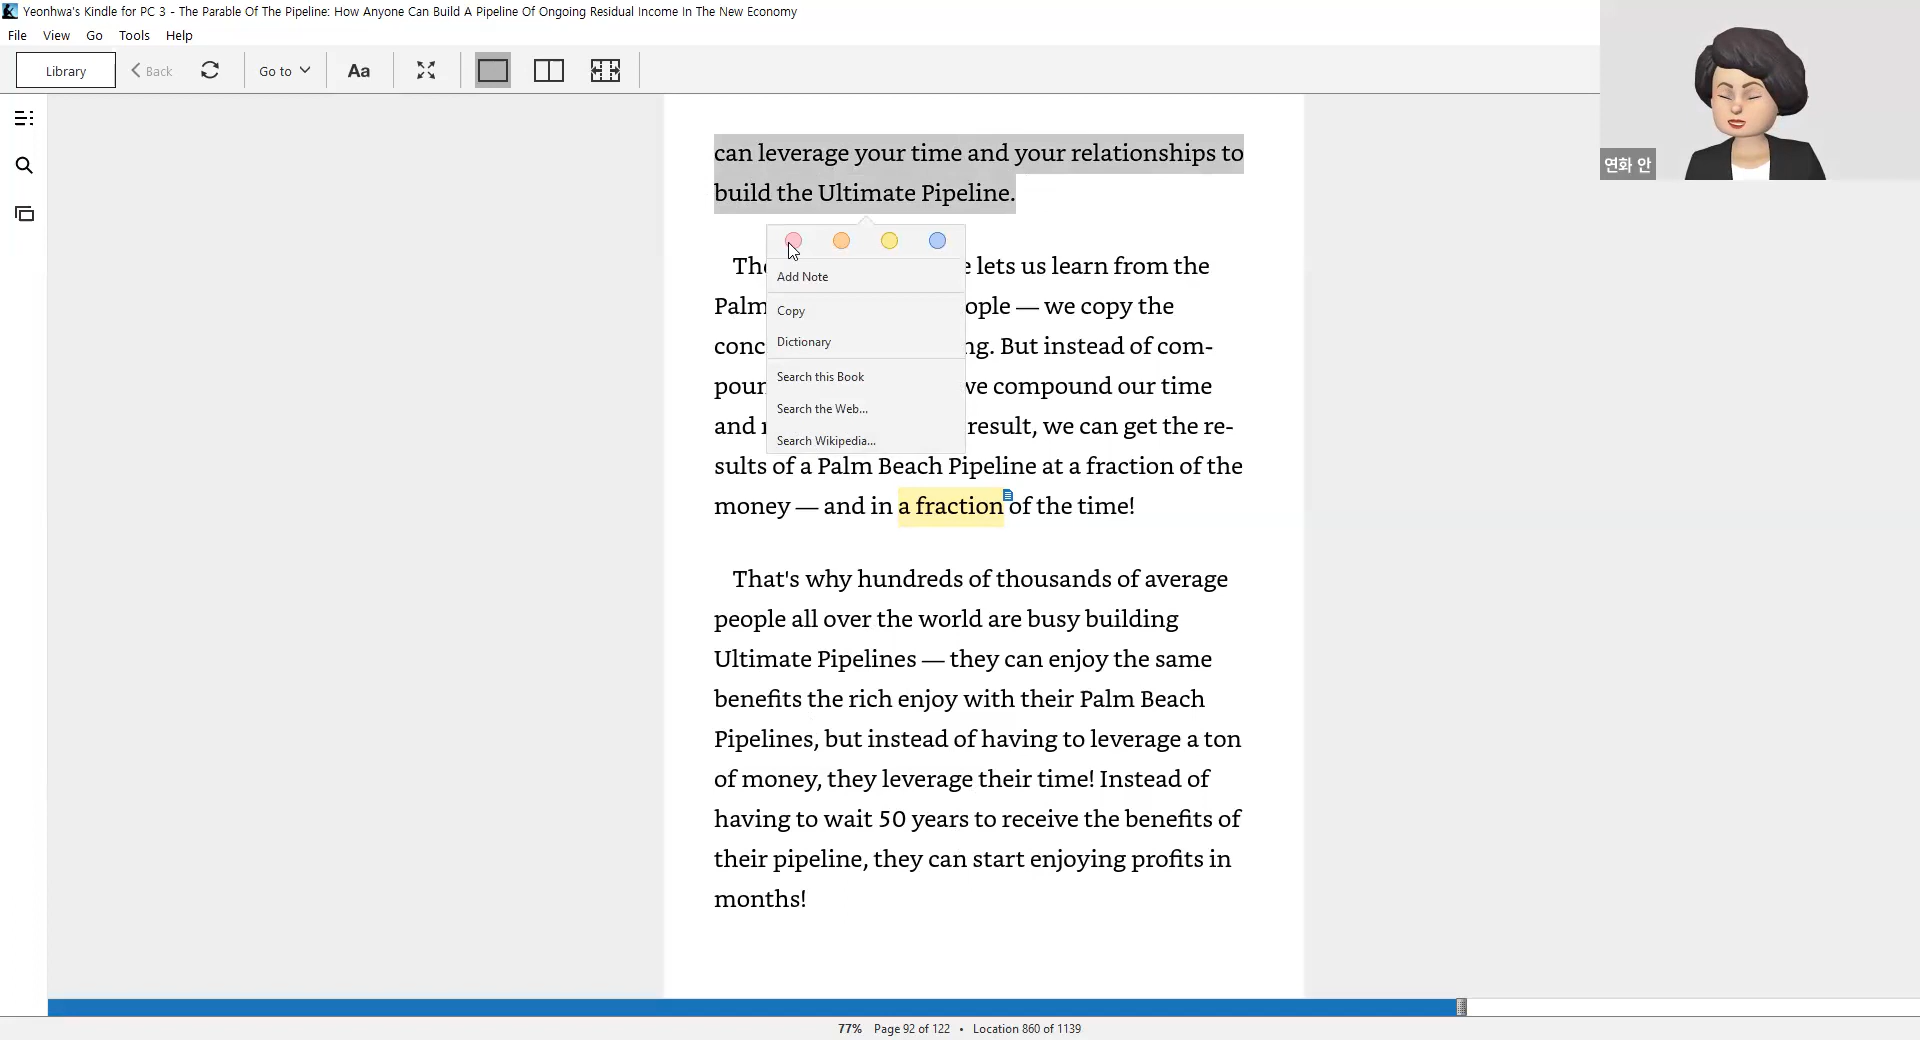 Yeonhwa's Kindle for PC 3 - The Parable Of The Pipeline: How Anyone Can Build A Pipeline Of Ongoing Residual Income In The New Economy
File View Go Tools Help
Library Back Go to Aa
연화 안
can leverage your time and your relationships to
build the Ultimate Pipeline.
Add Note
Copy
Dictionary
Search this Book
Search the Web...
Search Wikipedia...
lets us learn from the
Palm ople — we copy the
ng. But instead of com-
we compound our time
and result, we can get the re-
sults of a Palm Beach Pipeline at a fraction of the
money — and in a fraction of the time!
That's why hundreds of thousands of average
people all over the world are busy building
Ultimate Pipelines — they can enjoy the same
benefits the rich enjoy with their Palm Beach
Pipelines, but instead of having to leverage a ton
of money, they leverage their time! Instead of
having to wait 50 years to receive the benefits of
their pipeline, they can start enjoying profits in
months!
77% Page 92 of 122 • Location 860 of 1139